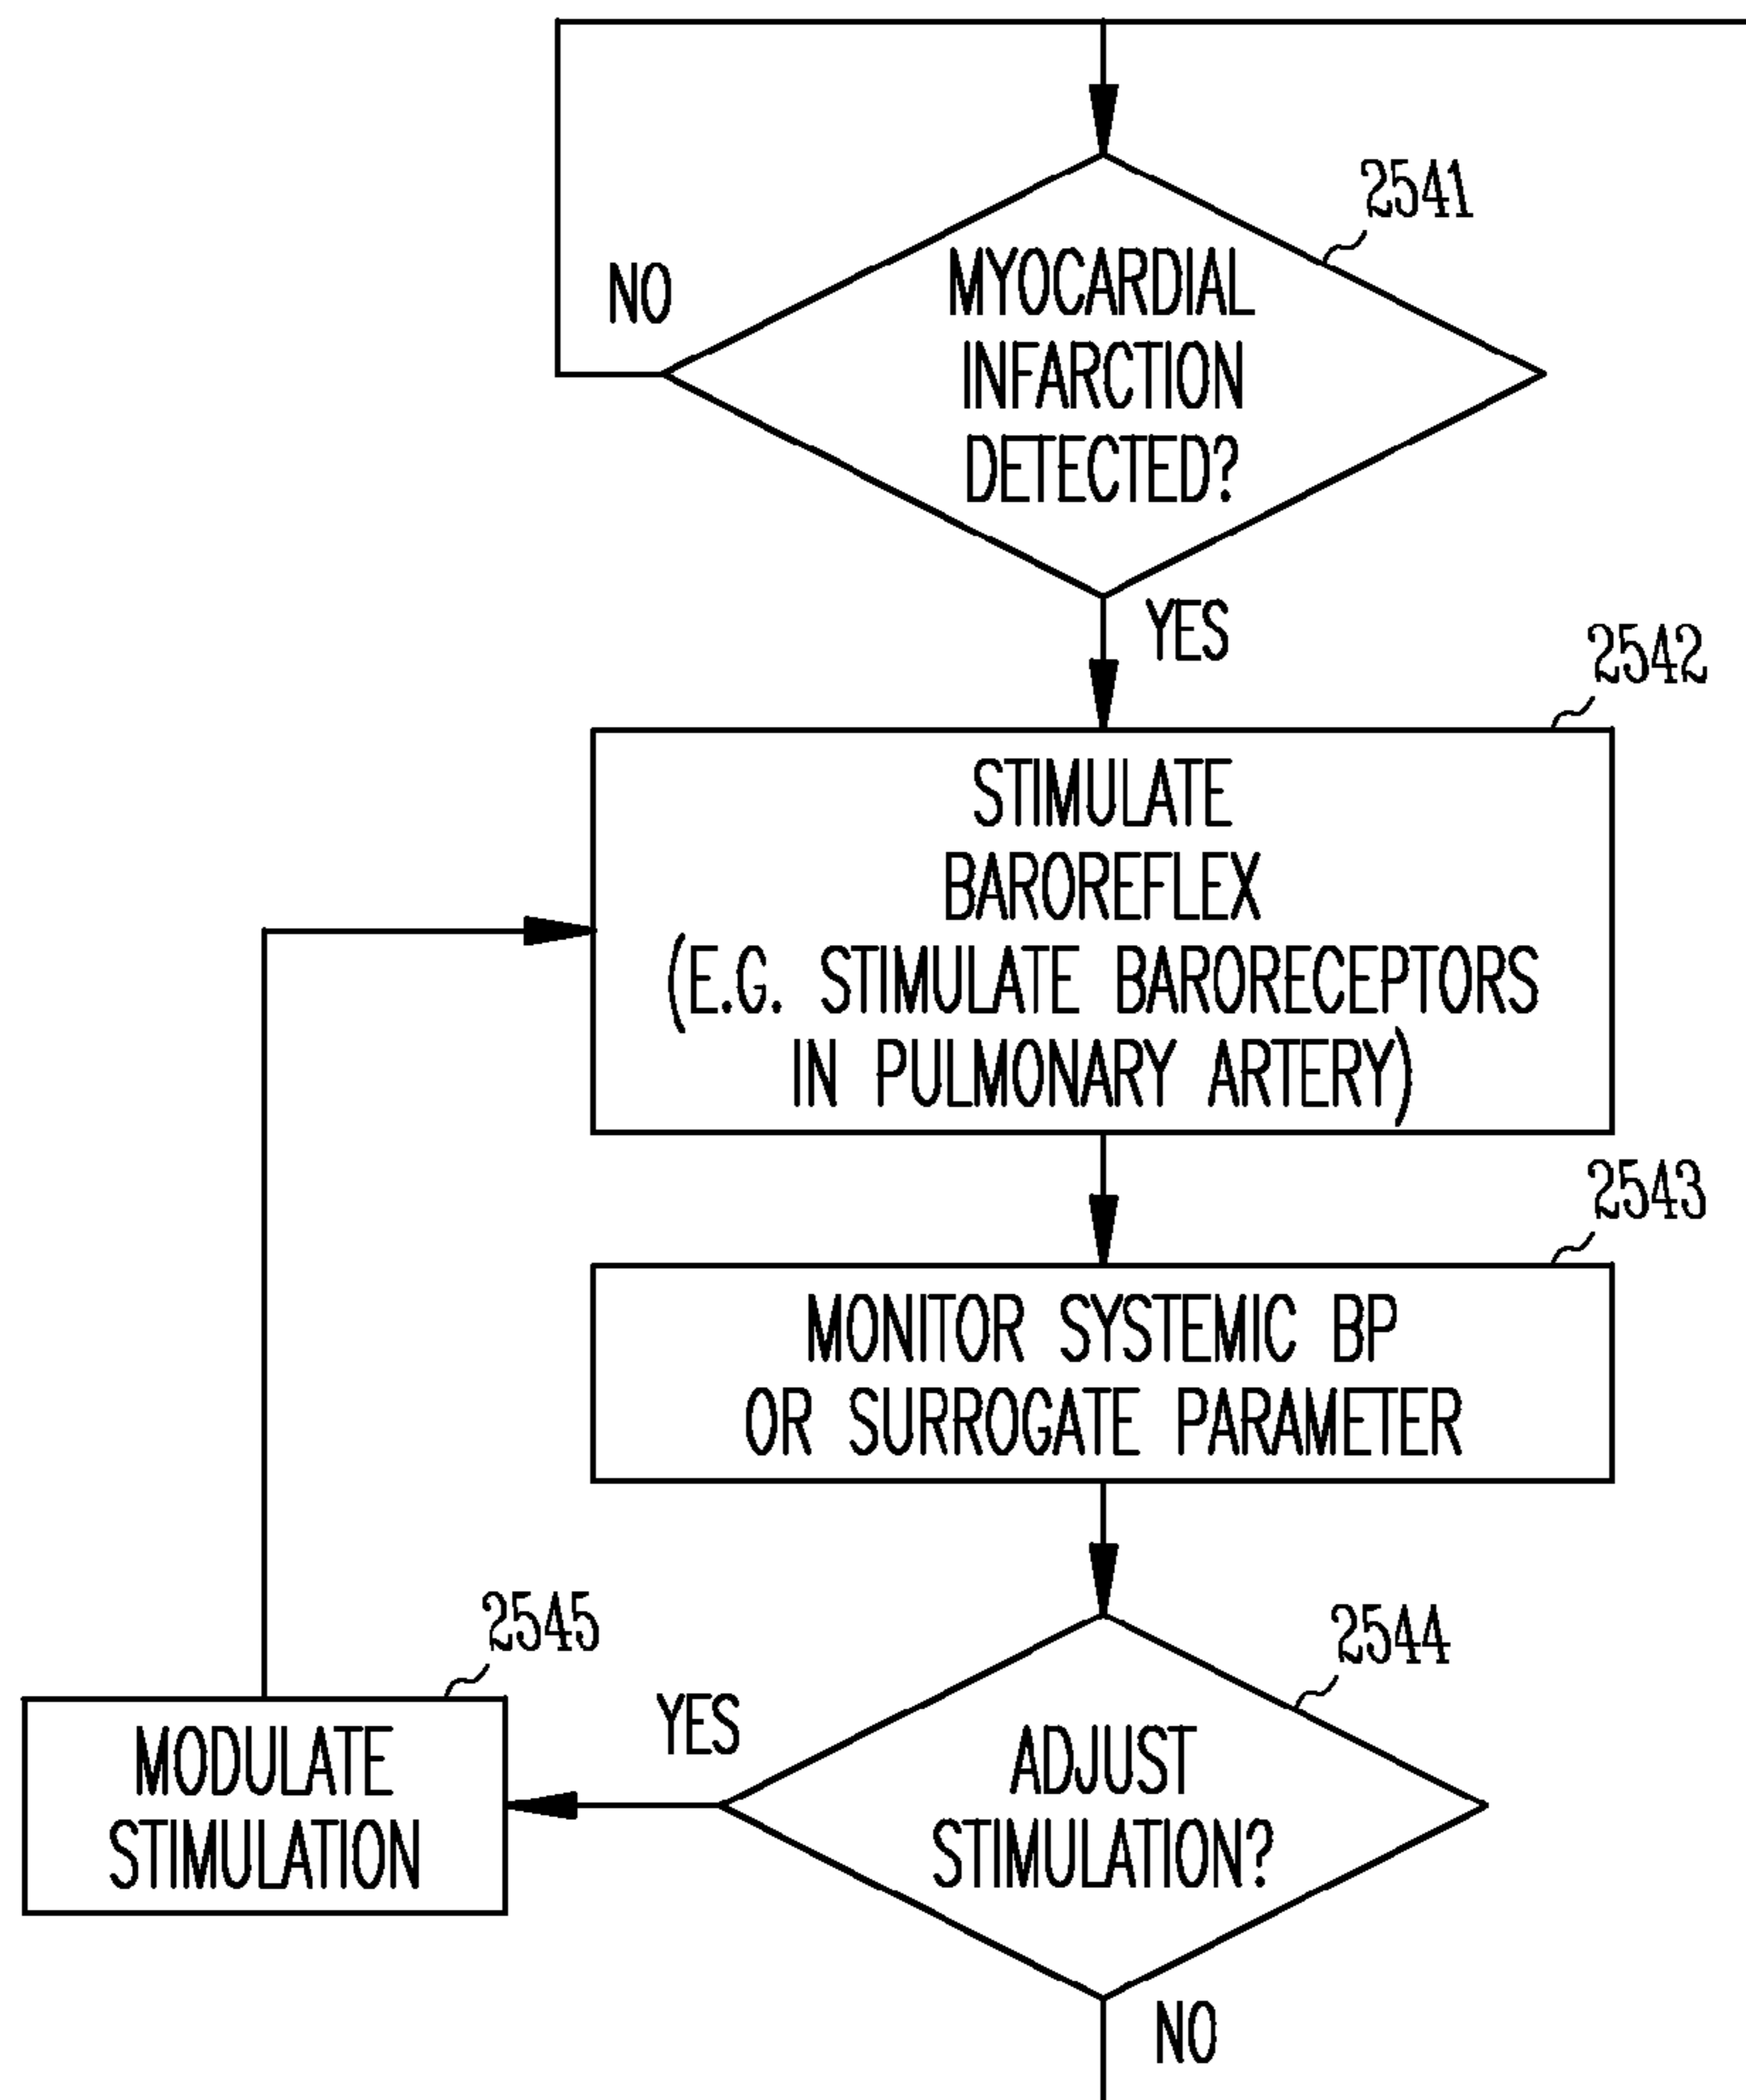 2541
NO
MYOCARDIAL
INFARCTION
DETECTED?
YES
2542
STIMULATE
BAROREFLEX
(E.G. STIMULATE BARORECEPTORS
IN PULMONARY ARTERY)
2543
MONITOR SYSTEMIC BP
OR SURROGATE PARAMETER
2545
2544
YES
MODULATE
STIMULATION
ADJUST
STIMULATION?
NO